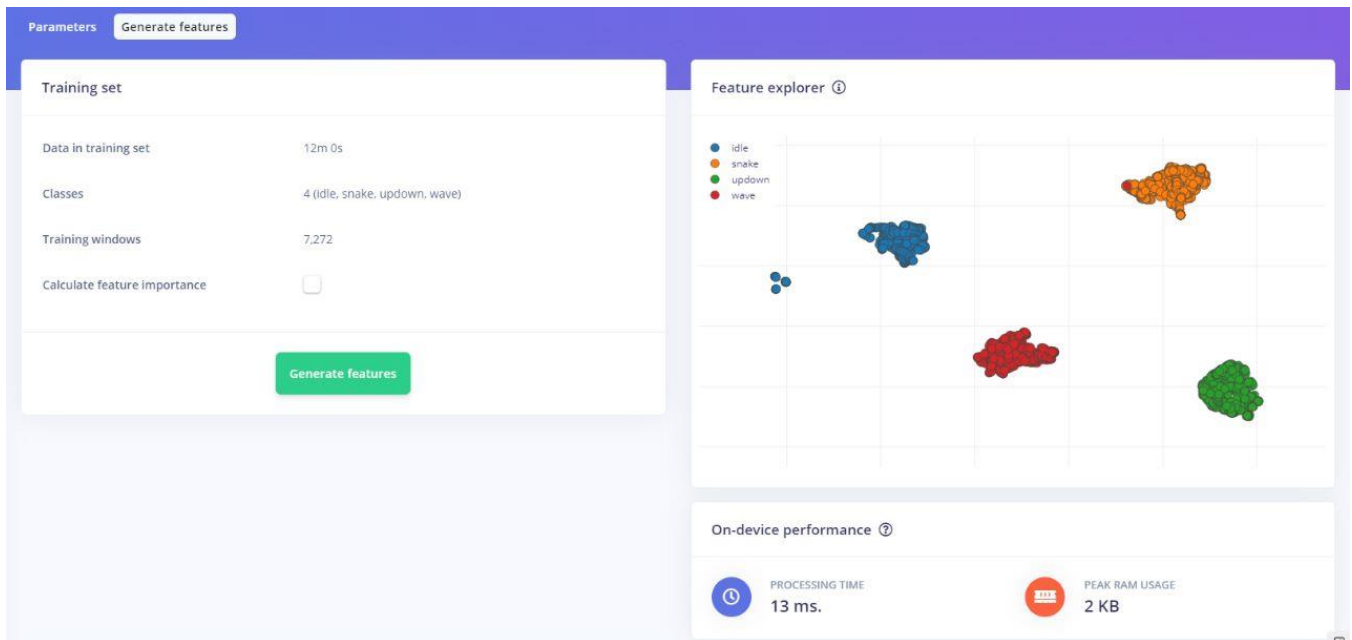 Parameters
Generate features
Training set
Data in training set 12m 0s
Classes 4 (idle, snake, updown, wave)
Training windows 7,272
Calculate feature importance
Generate features
Feature explorer
idle
snake
updown
wave
On-device performance
PROCESSING TIME
13 ms.
PEAK RAM USAGE
2 KB